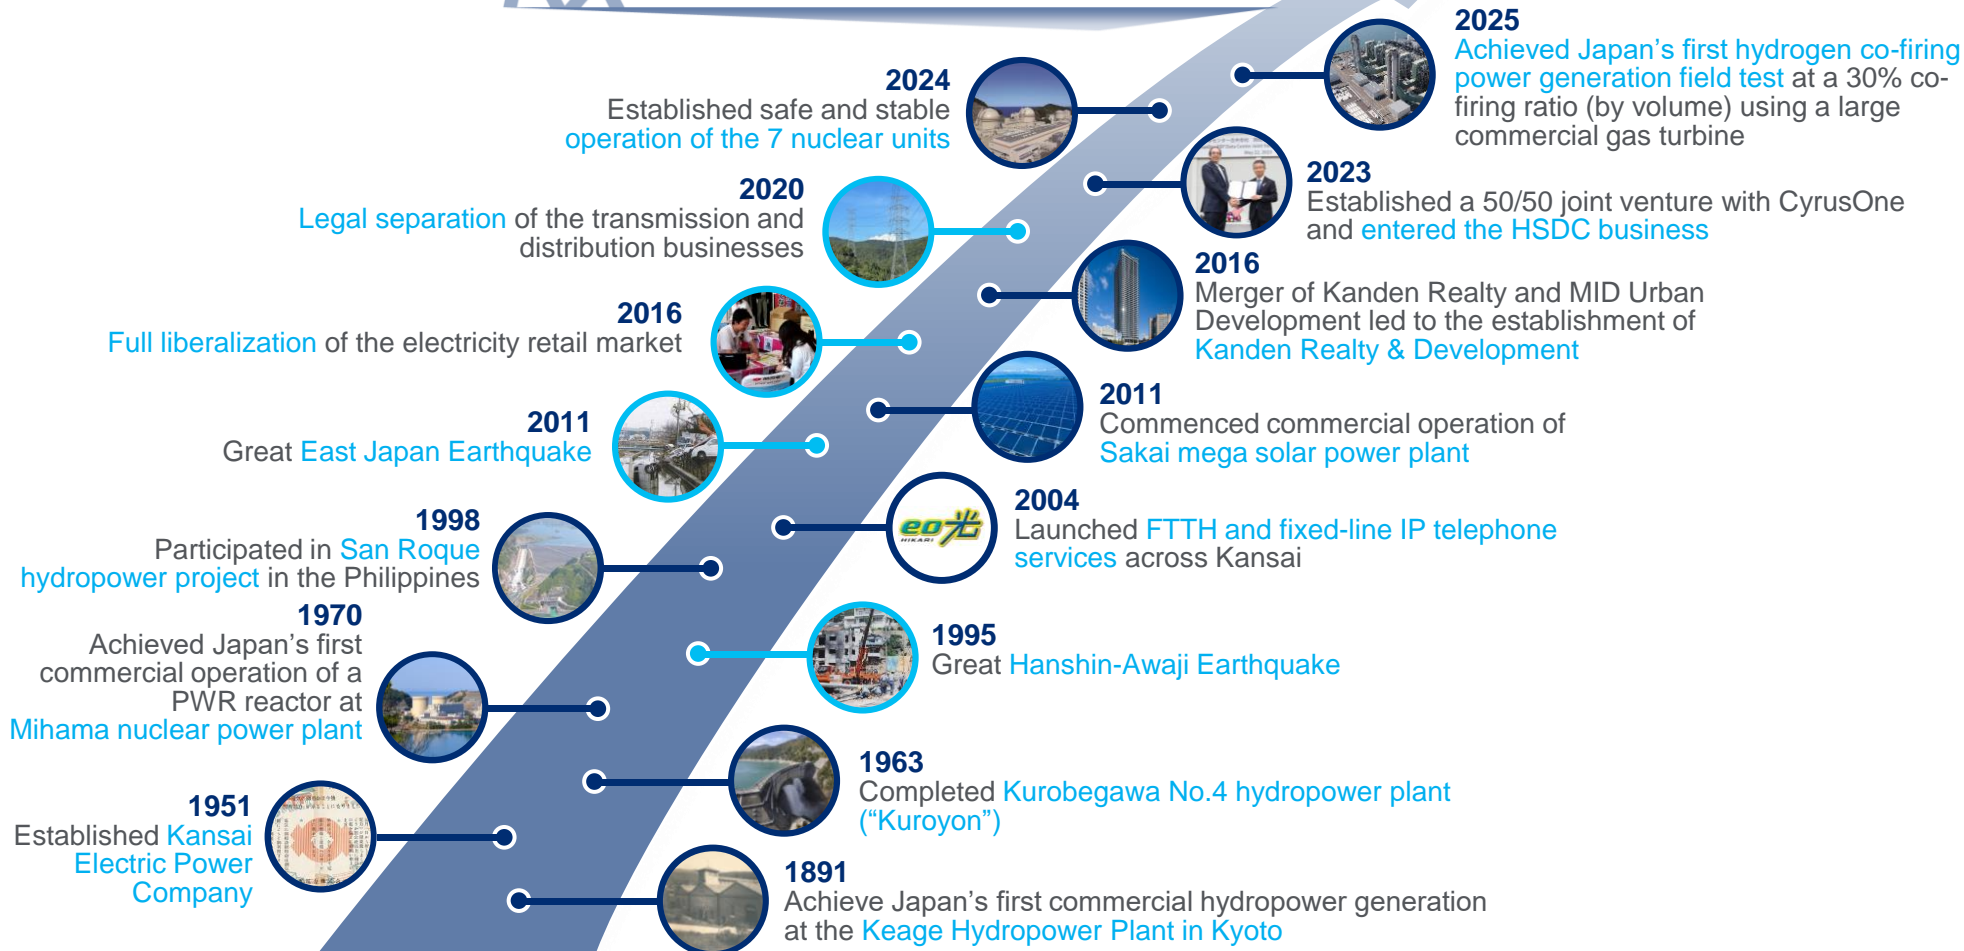 2025
Achieved Japan’s first hydrogen co-firing
power generation field test at a 30% co-
firing ratio (by volume) using a large
commercial gas turbine
2024
Established safe and stable
operation of the 7 nuclear units
2023
Established a 50/50 joint venture with CyrusOne
and entered the HSDC business
2020
Legal separation of the transmission and
distribution businesses
2016
Merger of Kanden Realty and MID Urban
Development led to the establishment of
Kanden Realty & Development
2016
Full liberalization of the electricity retail market
2011
Commenced commercial operation of
Sakai mega solar power plant
2011
Great East Japan Earthquake
eo光
HIKARI
2004
Launched FTTH and fixed-line IP telephone
services across Kansai
1998
Participated in San Roque
hydropower project in the Philippines
1995
Great Hanshin-Awaji Earthquake
1970
Achieved Japan’s first
commercial operation of a
PWR reactor at
Mihama nuclear power plant
1963
Completed Kurobegawa No.4 hydropower plant
(“Kuroyon”)
1951
Established Kansai
Electric Power
Company
1891
Achieve Japan’s first commercial hydropower generation
at the Keage Hydropower Plant in Kyoto